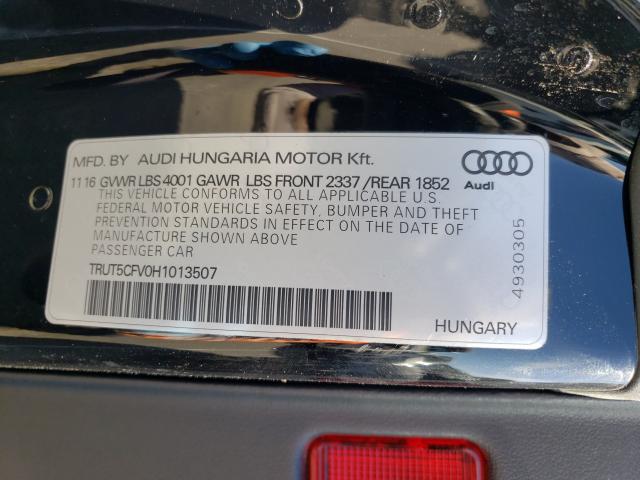 MFD. BY AUDI HUNGARIA MOTOR Kft.
11 16 GVWR LBS 4001 GAWR LBS FRONT 2337 / REAR 1852
Audi
THIS VEHICLE CONFORMS TO ALL APPLICABLE U.S.
FEDERAL MOTOR VEHICLE SAFETY, BUMPER AND THEFT
PREVENTION STANDARDS IN EFFECT ON THE DATE OF
MANUFACTURE SHOWN ABOVE
PASSENGER CAR
TRUT5CFV0H1013507
HUNGARY
4930305